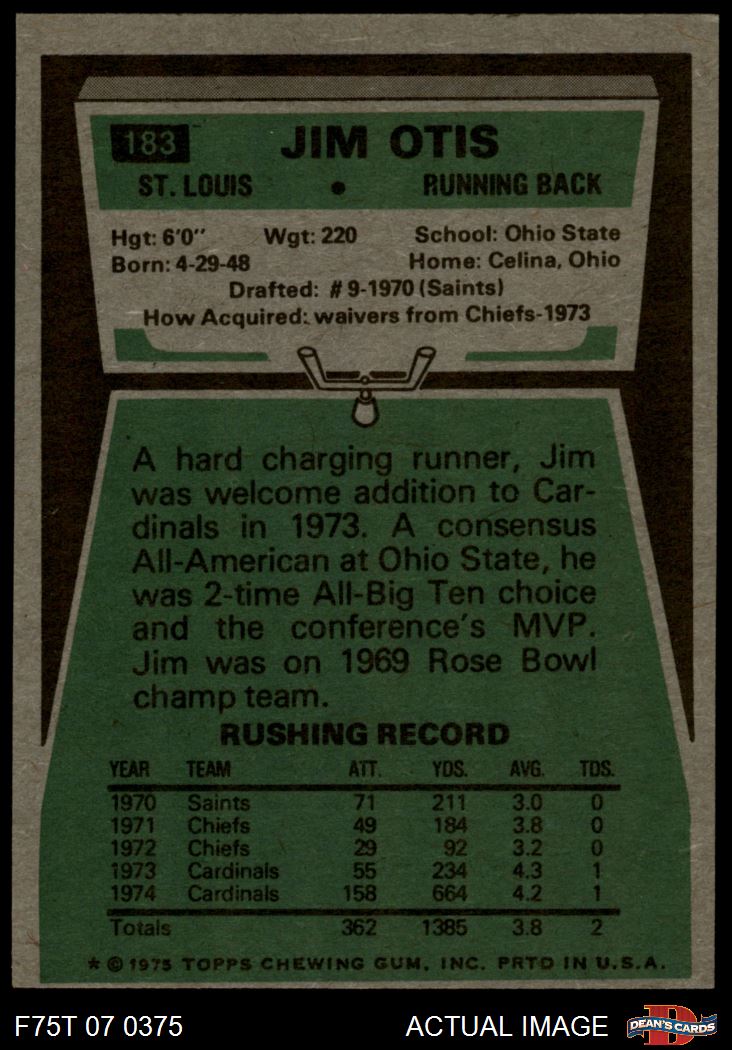 183 JIM OTIS
ST. LOUIS • RUNNING BACK
Hgt: 6'0" Wgt: 220 School: Ohio State
Born: 4-29-48 Home: Celina, Ohio
Drafted: # 9-1970 (Saints)
How Acquired: waivers from Chiefs-1973
A hard charging runner, Jim
was welcome addition to Car-
dinals in 1973. A consensus
All-American at Ohio State, he
was 2-time All-Big Ten choice
and the conference's MVP.
Jim was on 1969 Rose Bowl
champ team.
RUSHING RECORD
YEAR TEAM ATT. YDS. AVG. TDS.
1970 Saints 71 211 3.0 0
1971 Chiefs 49 184 3.8 0
1972 Chiefs 29 92 3.2 0
1973 Cardinals 55 234 4.3 1
1974 Cardinals 158 664 4.2 1
Totals 362 1385 3.8 2
* © 1975 TOPPS CHEWING GUM, INC. PRTD IN U.S.A.
F75T 07 0375 ACTUAL IMAGE D DEAN'S CARDS